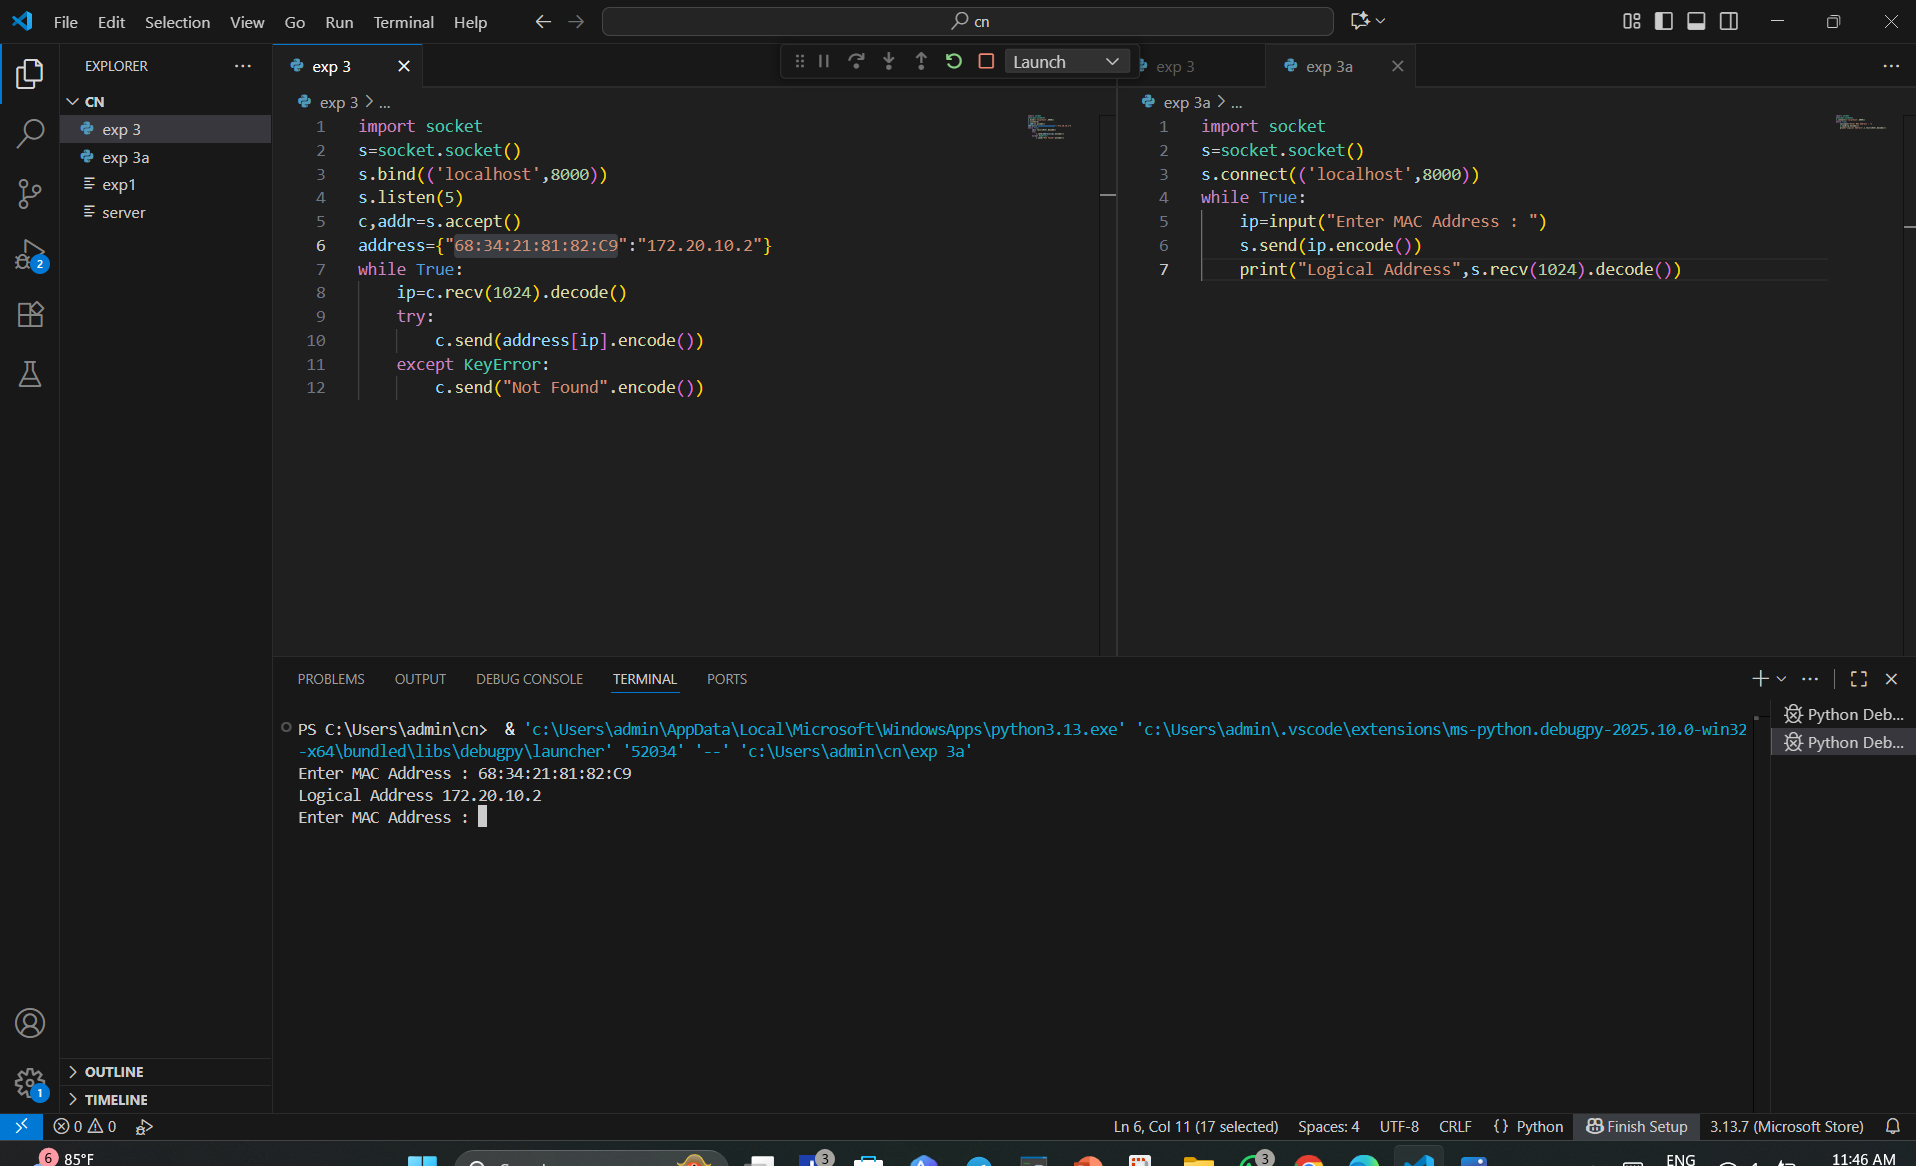 File Edit Selection View Go Run Terminal Help
cn
EXPLORER
CN
exp 3
exp 3a
exp1
server
2
OUTLINE
TIMELINE
1
exp 3
Launch
exp 3
exp 3a
exp 3 > ...
1 import socket
2 s=socket.socket()
3 s.bind(('localhost',8000))
4 s.listen(5)
5 c,addr=s.accept()
6 address={"68:34:21:81:82:C9":"172.20.10.2"}
7 while True:
8 ip=c.recv(1024).decode()
9 try:
10 c.send(address[ip].encode())
11 except KeyError:
12 c.send("Not Found".encode())
exp 3a > ...
1 import socket
2 s=socket.socket()
3 s.connect(('localhost',8000))
4 while True:
5 ip=input("Enter MAC Address : ")
6 s.send(ip.encode())
7 print("Logical Address",s.recv(1024).decode())
PROBLEMS OUTPUT DEBUG CONSOLE TERMINAL PORTS
PS C:\Users\admin\cn> & 'c:\Users\admin\AppData\Local\Microsoft\WindowsApps\python3.13.exe' 'c:\Users\admin\.vscode\extensions\ms-python.debugpy-2025.10.0-win32
-x64\bundled\libs\debugpy\launcher' '52034' '--' 'c:\Users\admin\cn\exp 3a'
Enter MAC Address : 68:34:21:81:82:C9
Logical Address 172.20.10.2
Enter MAC Address :
Python Deb...
Python Deb...
0 0 Ln 6, Col 11 (17 selected) Spaces: 4 UTF-8 CRLF {} Python Finish Setup 3.13.7 (Microsoft Store)
6 85°F 3 3 ENG 11:46 AM